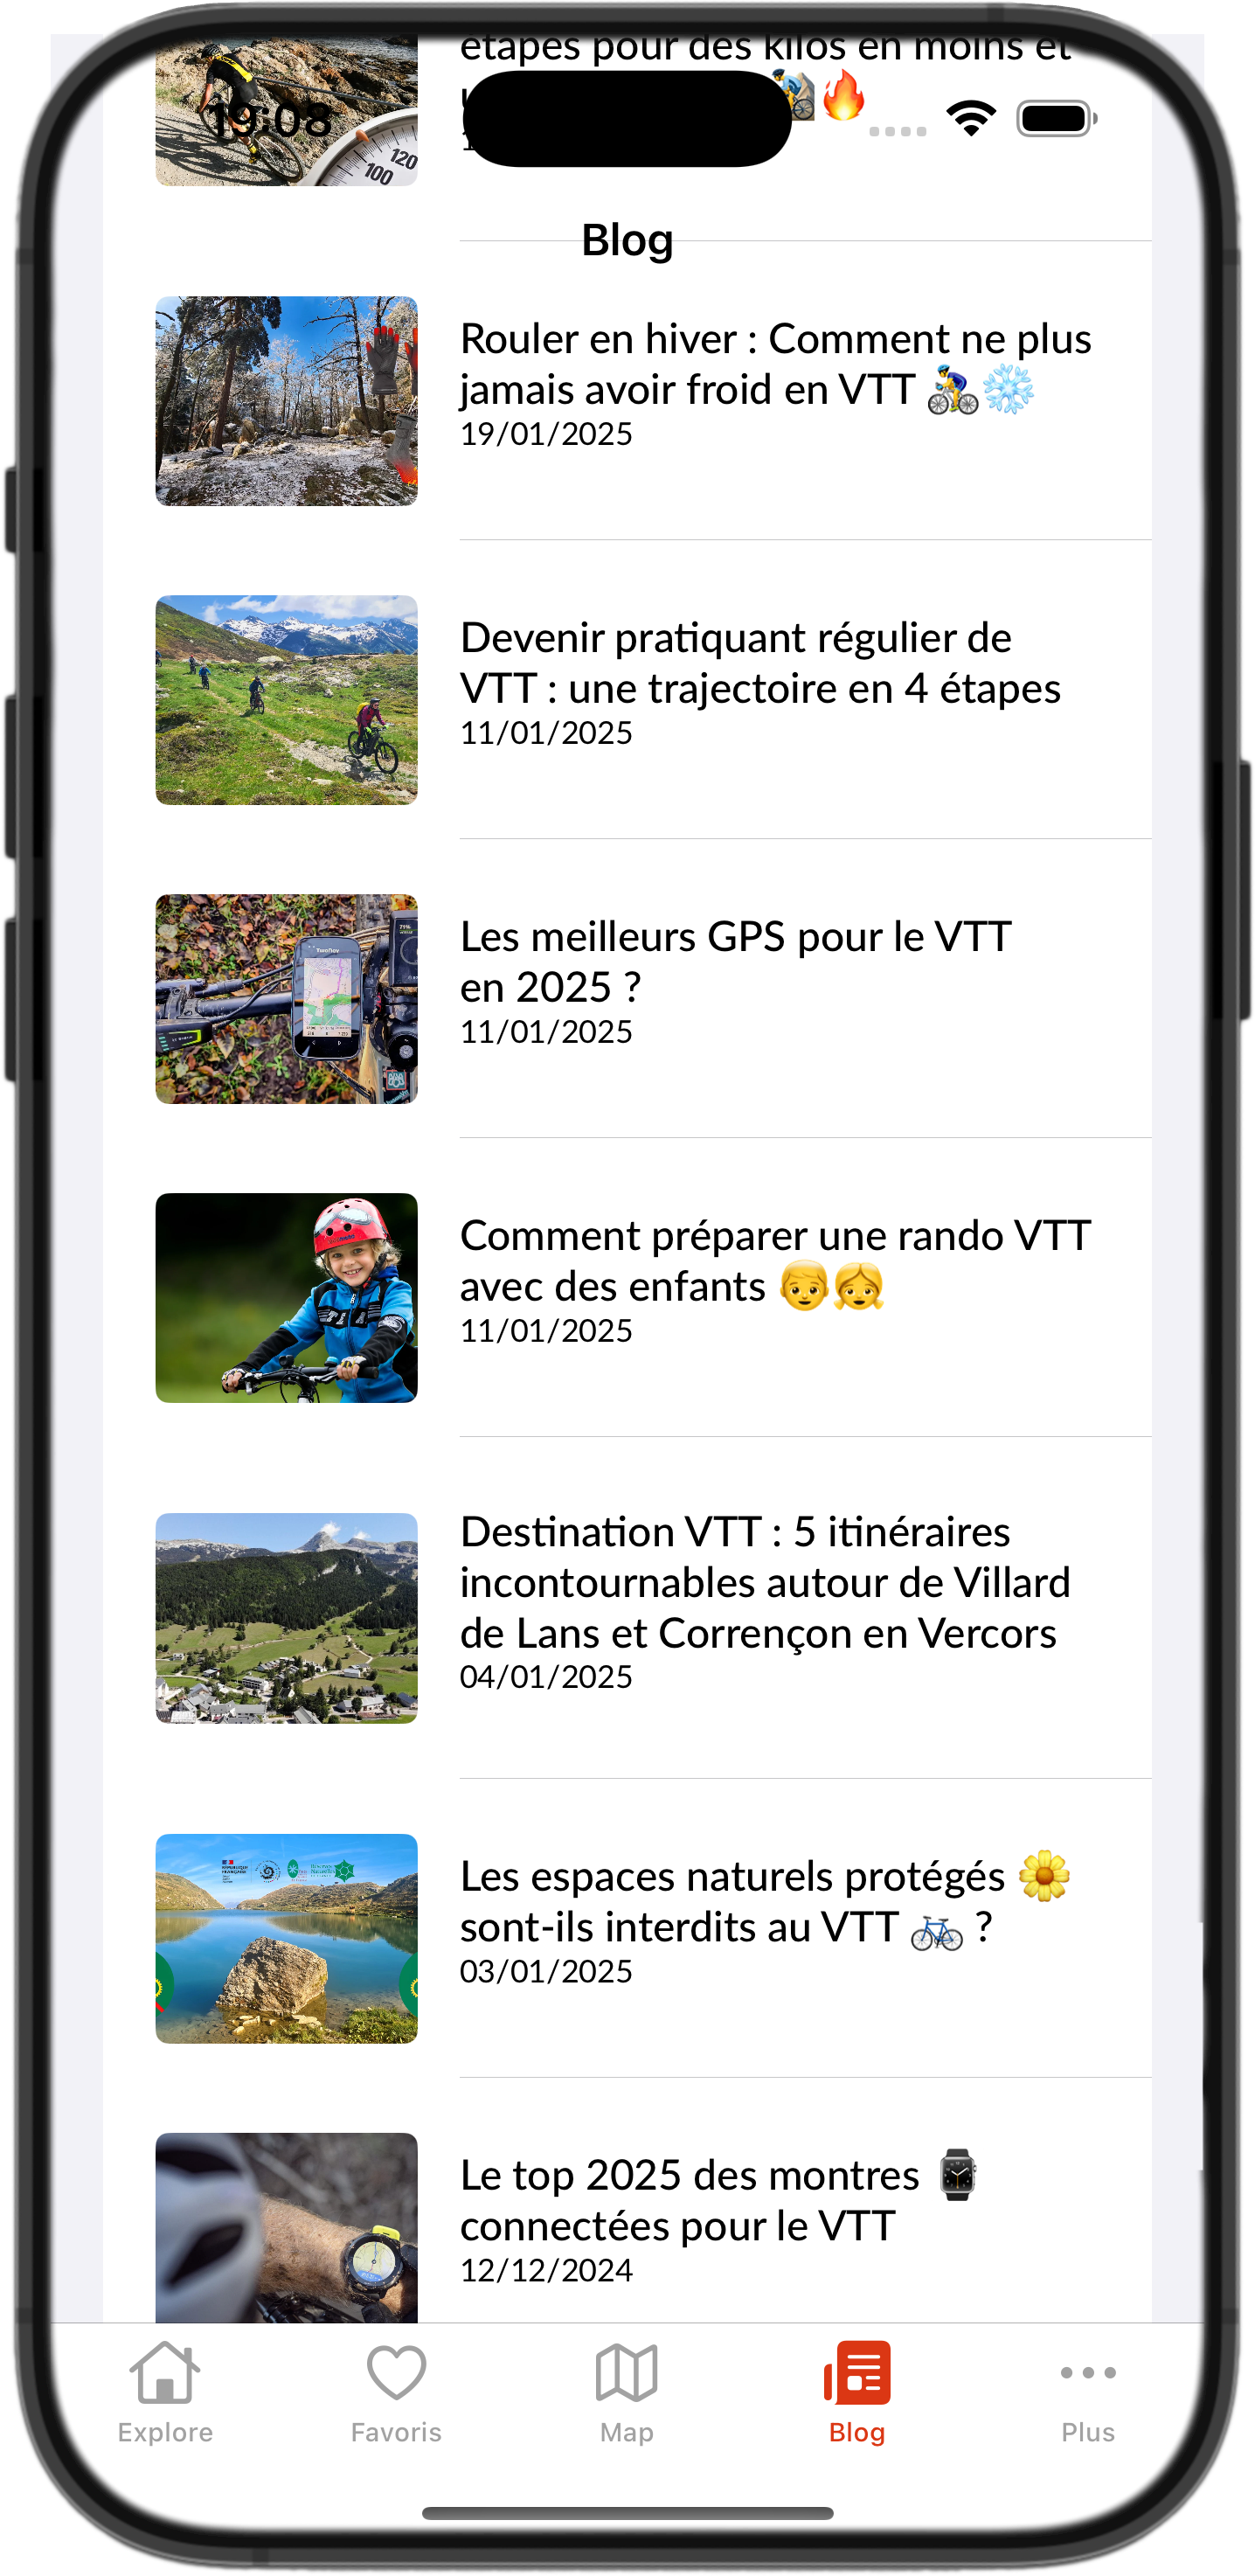 étapes pour des kilos en moins et
🔥
19:08
120
100
Blog
Rouler en hiver : Comment ne plus
jamais avoir froid en VTT 🚴‍♂️❄️
19/01/2025
Devenir pratiquant régulier de
VTT : une trajectoire en 4 étapes
11/01/2025
Les meilleurs GPS pour le VTT
en 2025 ?
11/01/2025
Comment préparer une rando VTT
avec des enfants 👦👧
11/01/2025
Destination VTT : 5 itinéraires
incontournables autour de Villard
de Lans et Corrençon en Vercors
04/01/2025
Les espaces naturels protégés 🌼
sont-ils interdits au VTT 🚲 ?
03/01/2025
Le top 2025 des montres ⌚
connectées pour le VTT
12/12/2024
Explore
Favoris
Map
Blog
Plus